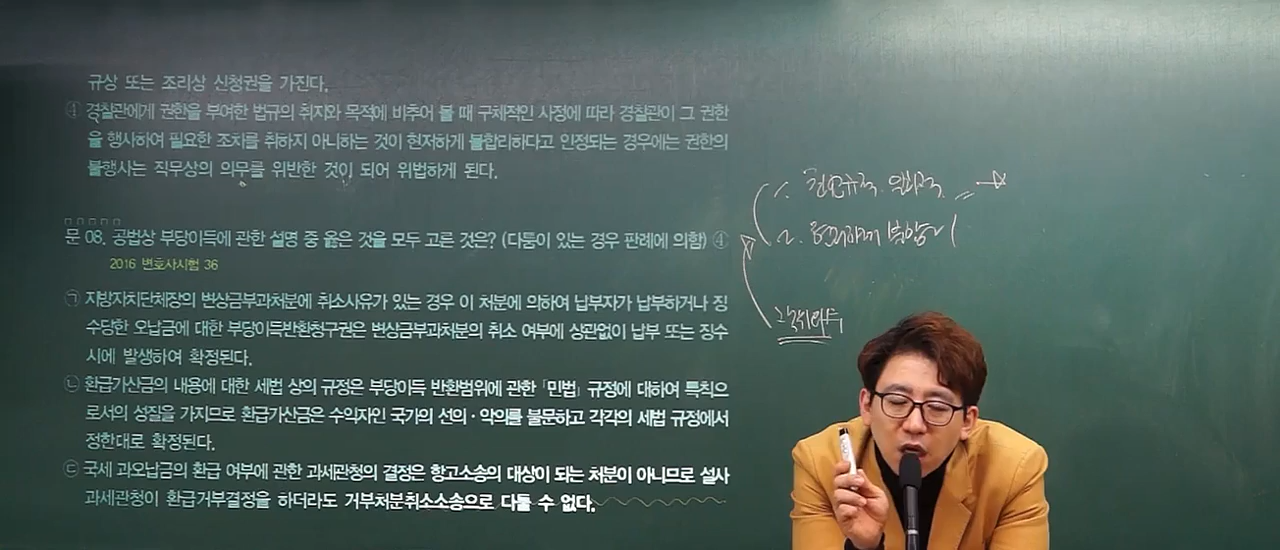 규상 또는 조리상 신청권을 가진다.
④ 경찰관에게 권한을 부여한 법규의 취지와 목적에 비추어 볼 때 구체적인 사정에 따라 경찰관이 그 권한
을 행사하여 필요한 조치를 취하지 아니하는 것이 현저하게 불합리하다고 인정되는 경우에는 권한의
불행사는 직무상의 의무를 위반한 것이 되어 위법하게 된다.
문 08. 공법상 부당이득에 관한 설명 중 옳은 것을 모두 고른 것은? (다툼이 있는 경우 판례에 의함) ④
2016 변호사시험 36
㉠ 지방자치단체장의 변상금부과처분에 취소사유가 있는 경우 이 처분에 의하여 납부자가 납부하거나 징
수당한 오납금에 대한 부당이득반환청구권은 변상금부과처분의 취소 여부에 상관없이 납부 또는 징수
시에 발생하여 확정된다.
㉡ 환급가산금의 내용에 대한 세법 상의 규정은 부당이득 반환범위에 관한 「민법」 규정에 대하여 특칙으
로서의 성질을 가지므로 환급가산금은 수익자인 국가의 선의·악의를 불문하고 각각의 세법 규정에서
정한대로 확정된다.
㉢ 국세 과오납금의 환급 여부에 관한 과세관청의 결정은 항고소송의 대상이 되는 처분이 아니므로 설사
과세관청이 환급거부결정을 하더라도 거부처분취소소송으로 다툴 수 없다.
1.
2.